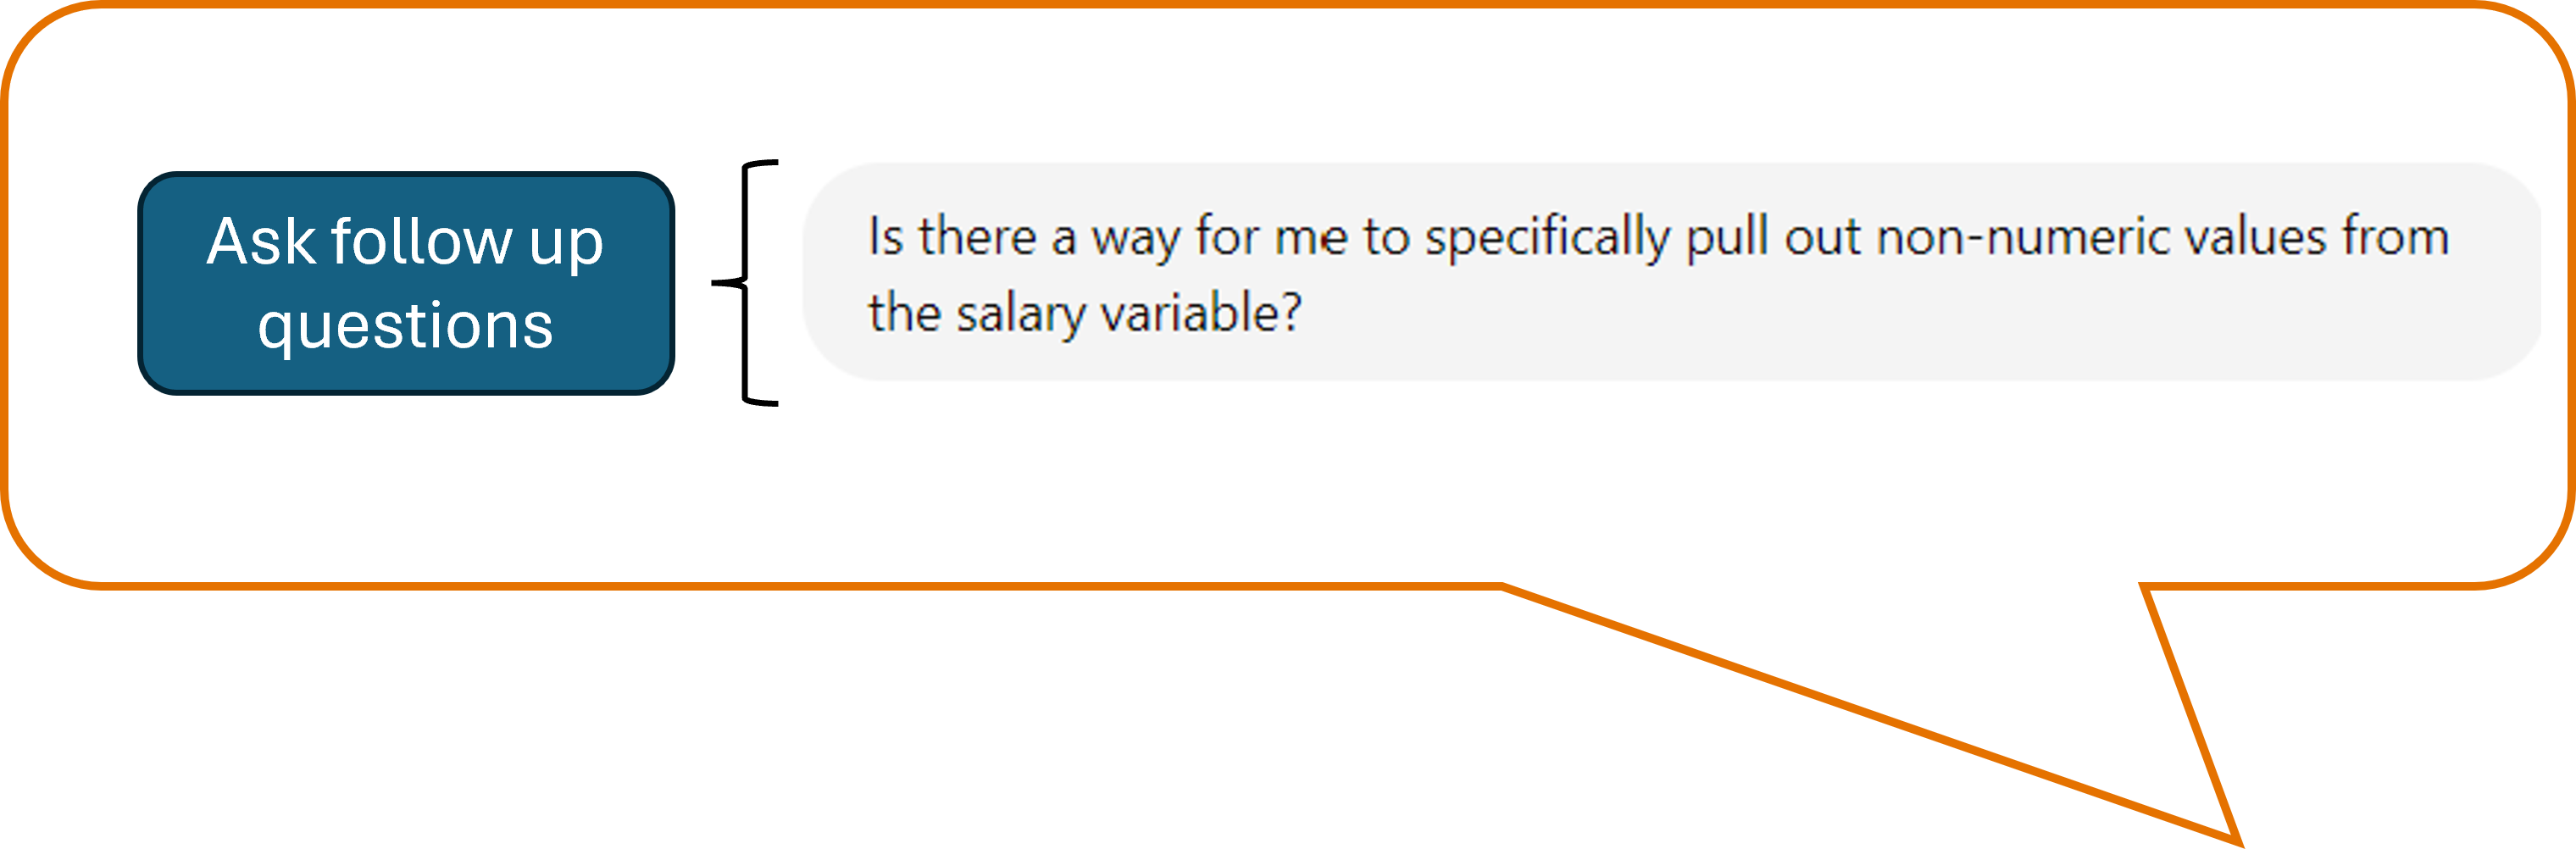 Ask follow up
questions
Is there a way for me to specifically pull out non-numeric values from
the salary variable?